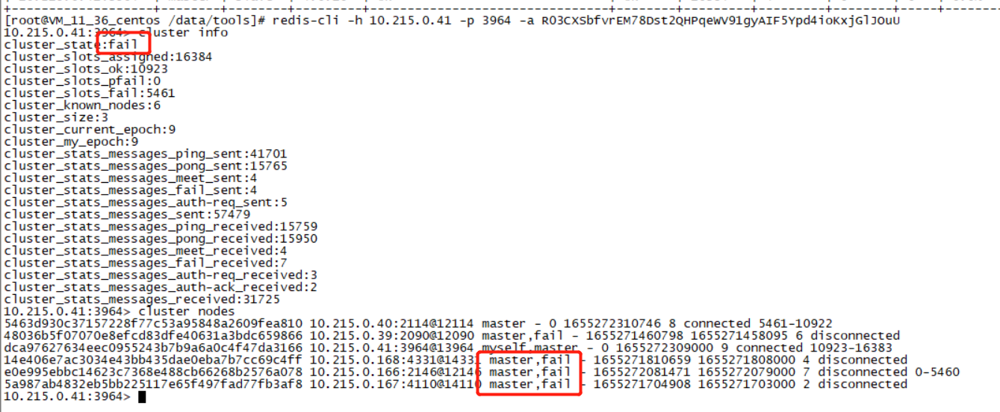 [root@VM_11_36_centos /data/tools]# redis-cli -h 10.215.0.41 -p 3964 -a RO3CXSbfvrEM78Dst2QHPqeWV91gyAIF5Ypd4ioKxjGlJOuU
10.215.0.41:3964> cluster info
cluster_state:fail
cluster_slots_assigned:16384
cluster_slots_ok:10923
cluster_slots_pfail:0
cluster_slots_fail:5461
cluster_known_nodes:6
cluster_size:3
cluster_current_epoch:9
cluster_my_epoch:9
cluster_stats_messages_ping_sent:41701
cluster_stats_messages_pong_sent:15765
cluster_stats_messages_meet_sent:4
cluster_stats_messages_fail_sent:4
cluster_stats_messages_auth-req_sent:5
cluster_stats_messages_sent:57479
cluster_stats_messages_ping_received:15759
cluster_stats_messages_pong_received:15950
cluster_stats_messages_meet_received:4
cluster_stats_messages_fail_received:7
cluster_stats_messages_auth-req_received:3
cluster_stats_messages_auth-ack_received:2
cluster_stats_messages_received:31725
10.215.0.41:3964> cluster nodes
5463d930c37157228f77c53a95848a2609fea810 10.215.0.40:2114@12114 master - 0 1655272310746 8 connected 5461-10922
48036b5f07070e8efcd83dfe40631a3bdc659866 10.215.0.39:2090@12090 master,fail - 1655271460798 1655271458095 6 disconnected
dca97627634eec0955243b7b9a6a0c4f47da3166 10.215.0.41:3964@13964 myself,master - 0 1655272309000 9 connected 10923-16383
14e406e7ac3034e43bb435dae0eba7b7cc69c4ff 10.215.0.168:4331@14331 master,fail - 1655271810659 1655271808000 4 disconnected
e0e995ebbc14623c7368e488cb66268b2576a078 10.215.0.166:2146@12146 master,fail - 1655272081471 1655272079000 7 disconnected 0-5460
5a987ab4832eb5bb225117e65f497fad77fb3af8 10.215.0.167:4110@14110 master,fail - 1655271704908 1655271703000 2 disconnected
10.215.0.41:3964>